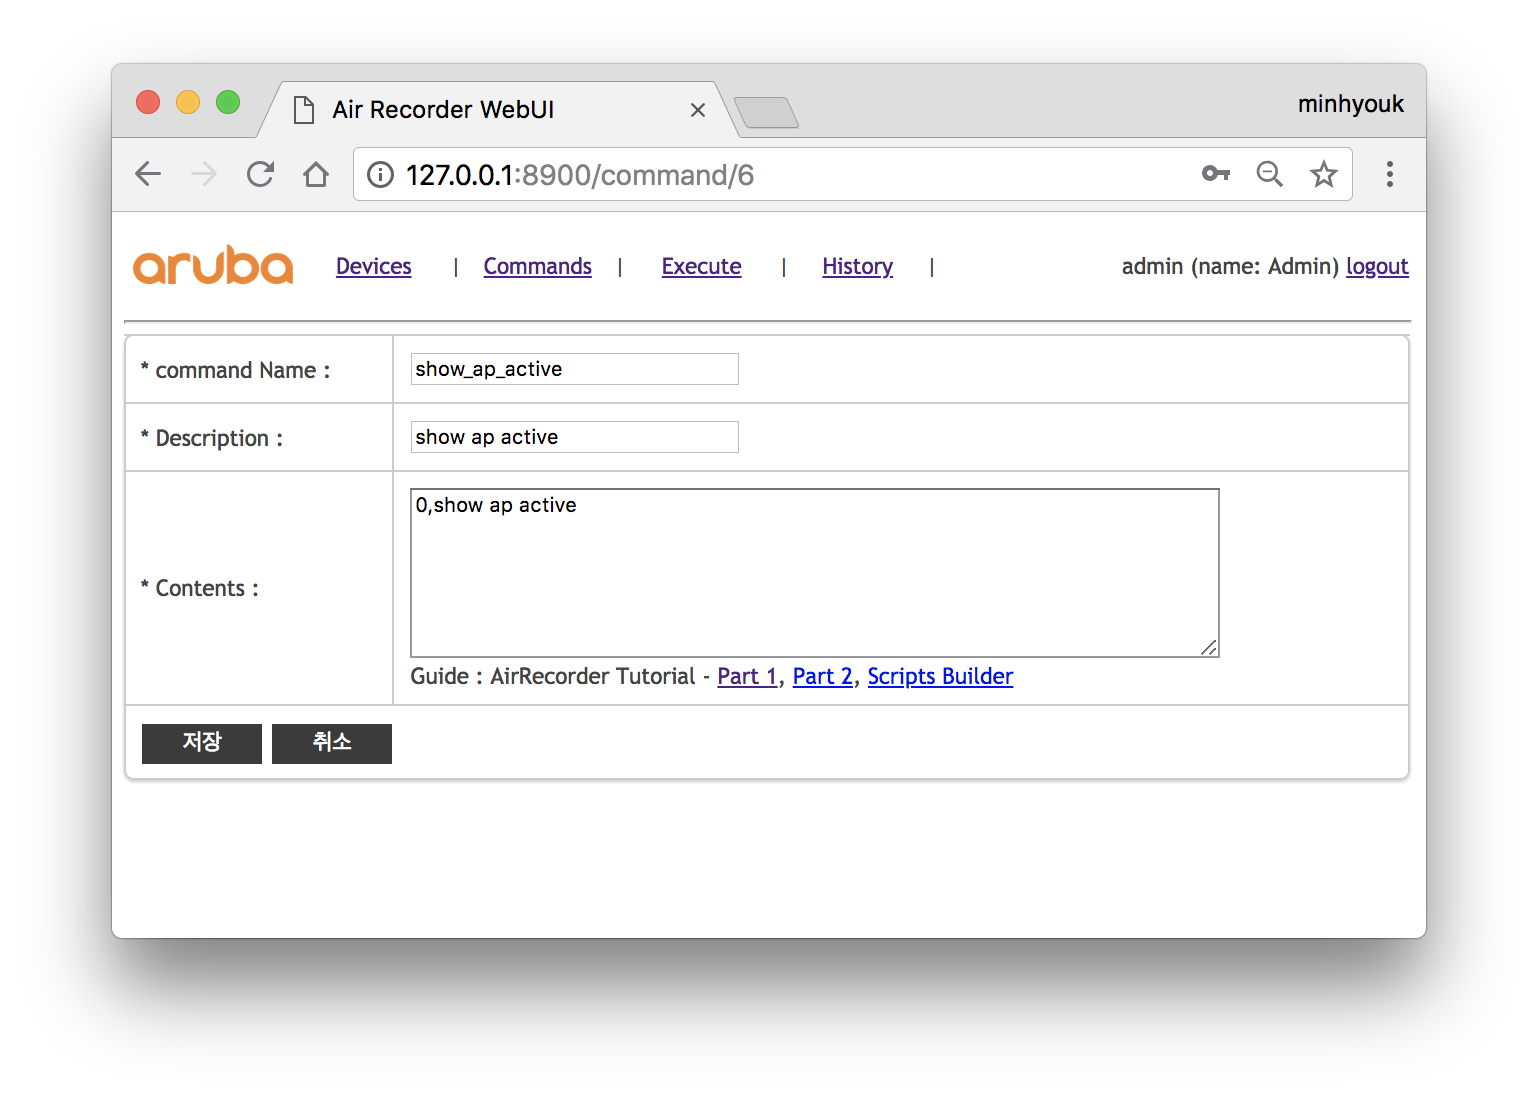 Air Recorder WebUI
minhyouk
127.0.0.1:8900/command/6
aruba Devices | Commands | Execute | History | admin (name: Admin) logout
* command Name : show_ap_active
* Description : show ap active
* Contents : 0,show ap active
Guide : AirRecorder Tutorial - Part 1, Part 2, Scripts Builder
저장 취소